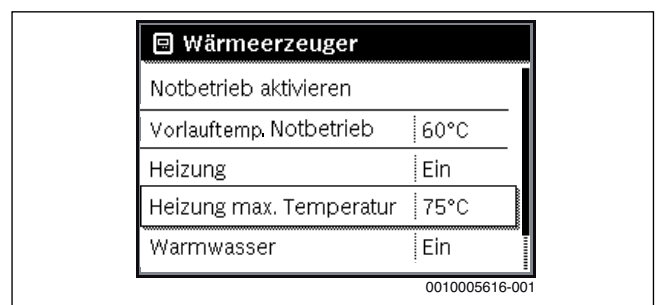 Wärmeerzeuger
Notbetrieb aktivieren
Vorlauftemp. Notbetrieb 60°C
Heizung Ein
Heizung max. Temperatur 75°C
Warmwasser Ein
0010005616-001